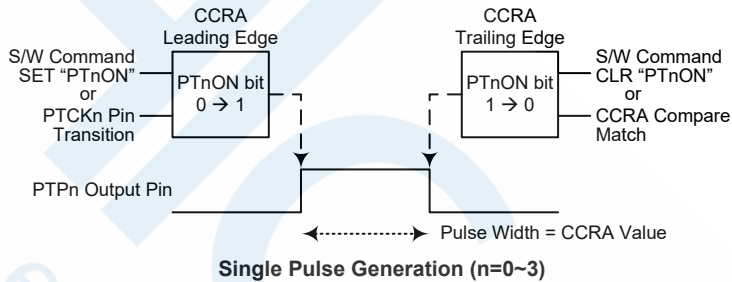 CCRA
Leading Edge
S/W Command
SET "PTnON"
or
PTCKn Pin
Transition
PTnON bit
0 → 1
CCRA
Trailing Edge
PTnON bit
1 → 0
S/W Command
CLR "PTnON"
or
CCRA Compare
Match
PTPn Output Pin
Pulse Width = CCRA Value
Single Pulse Generation (n=0~3)